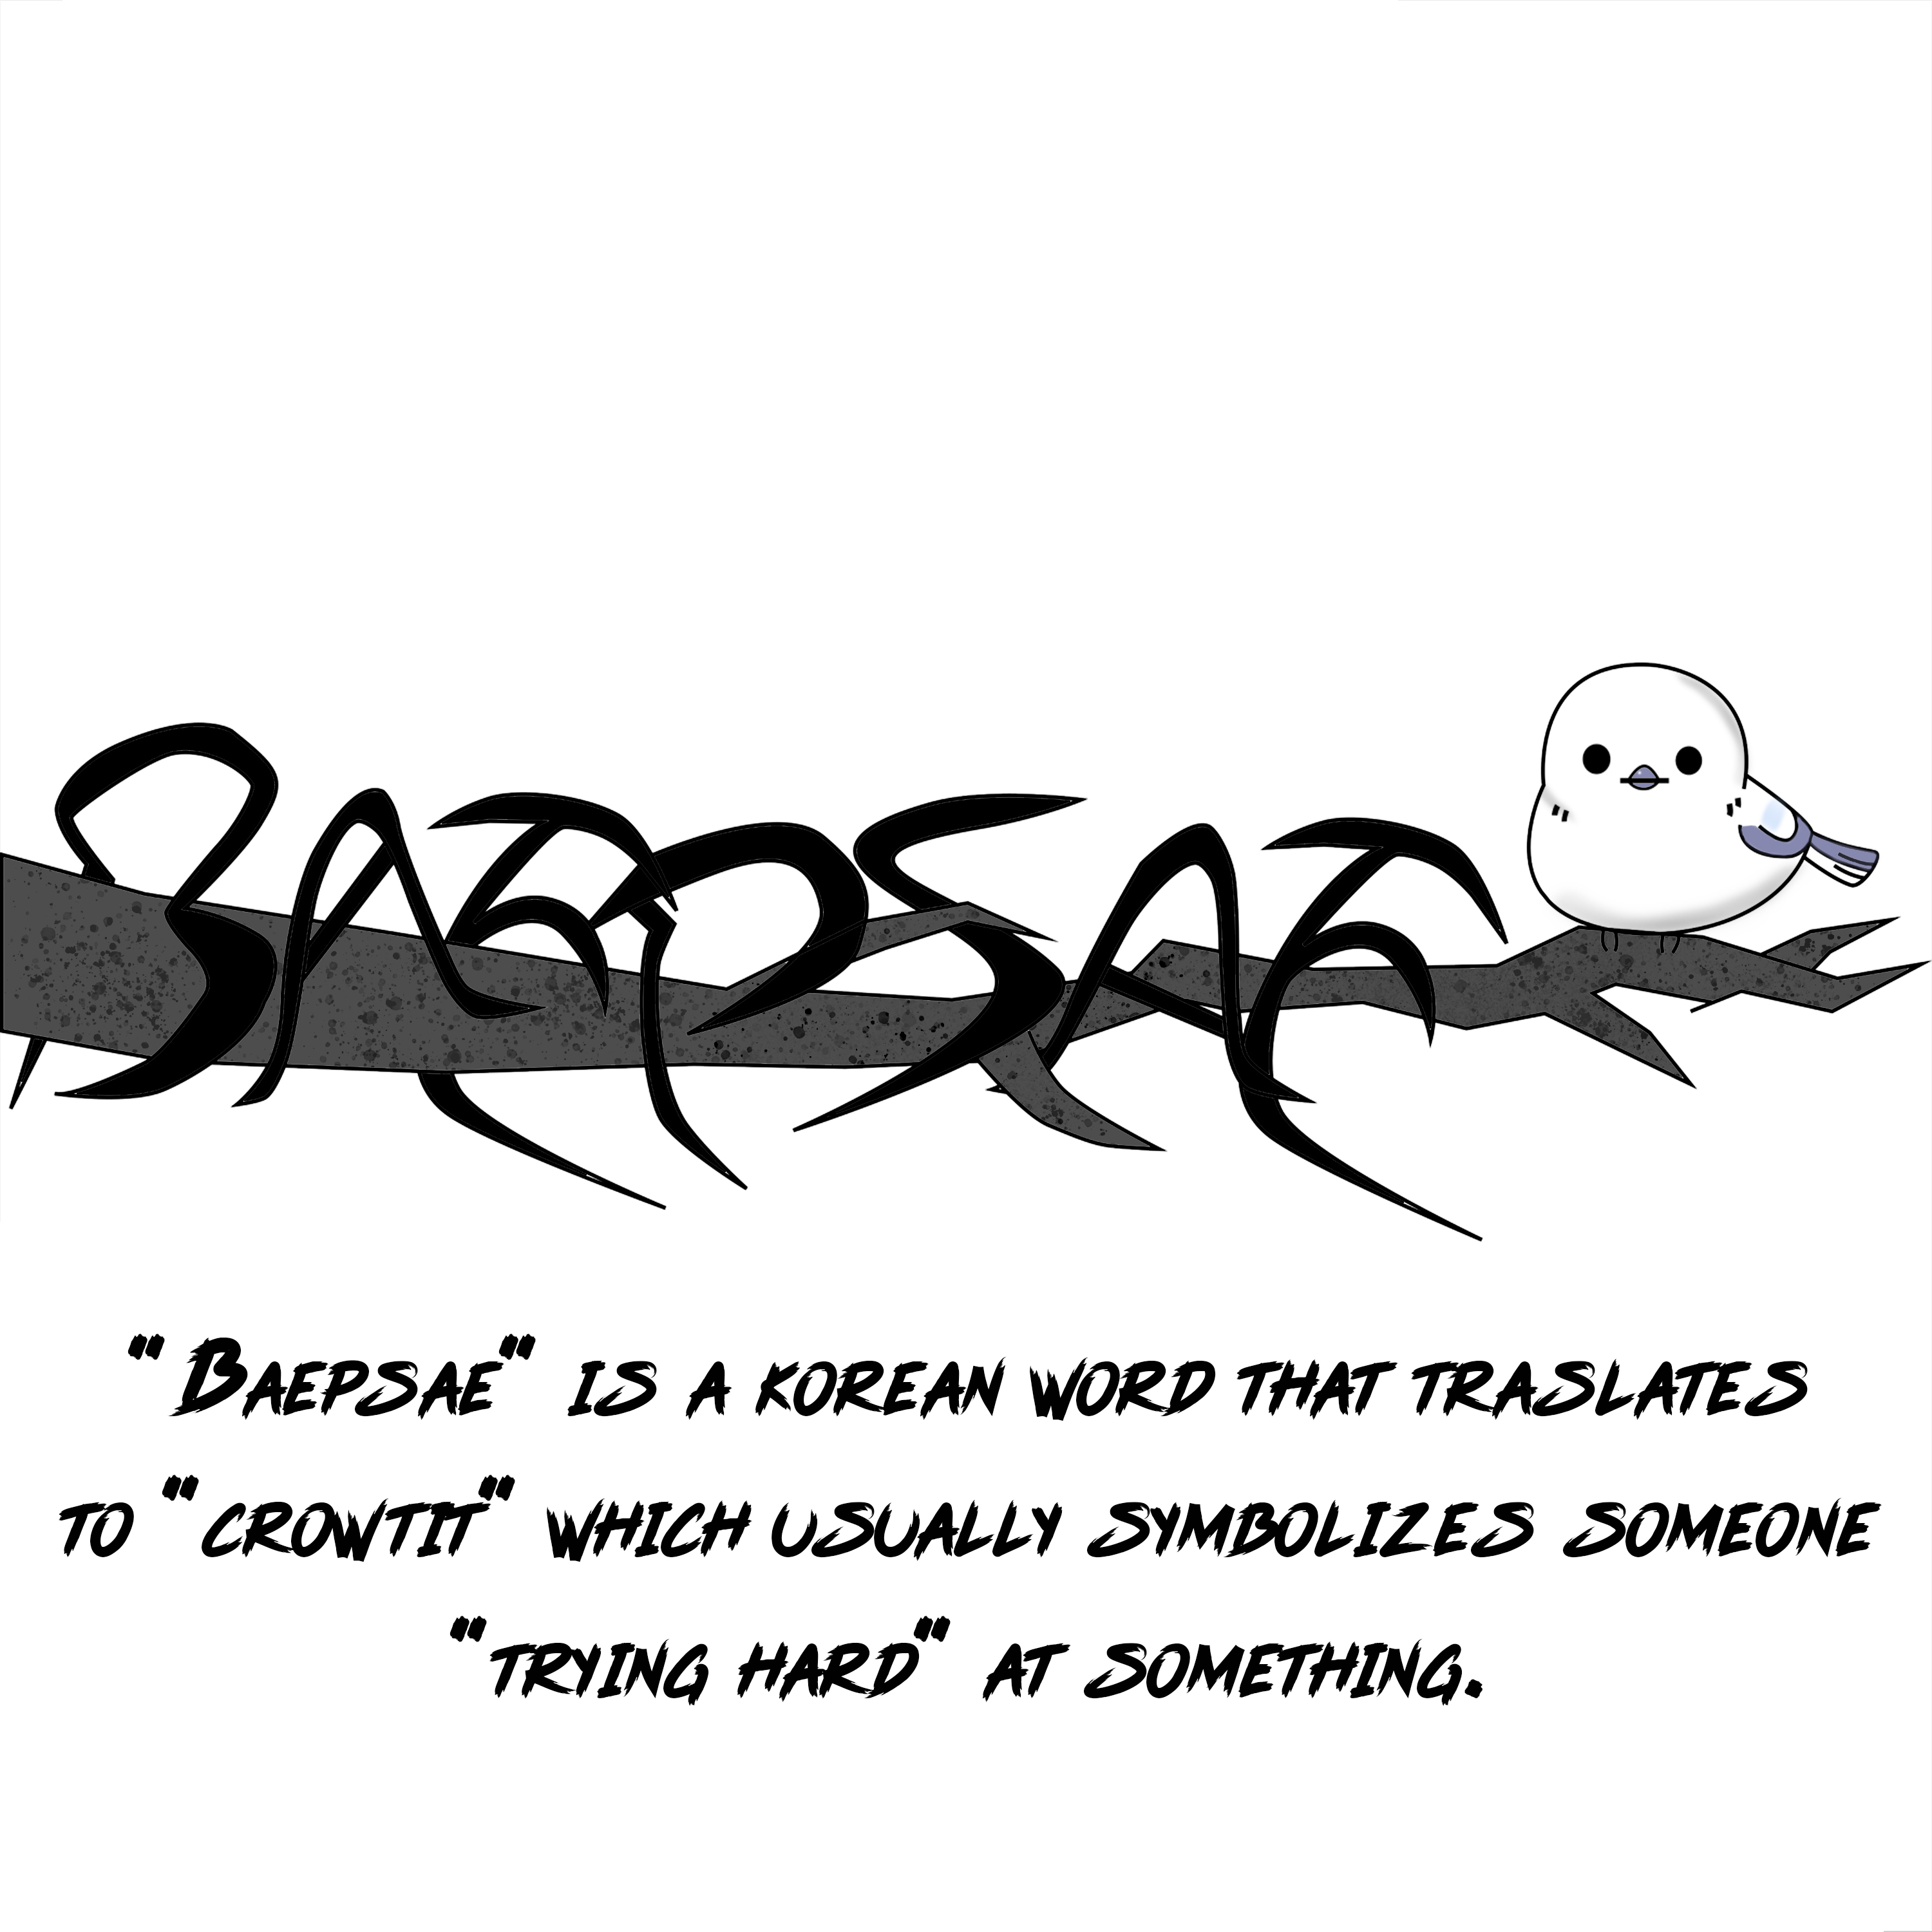 BAEPSAE
"Baepsae" is a korean word that traslates
to "crowtit" which usually symbolizes someone
"trying hard" at something.